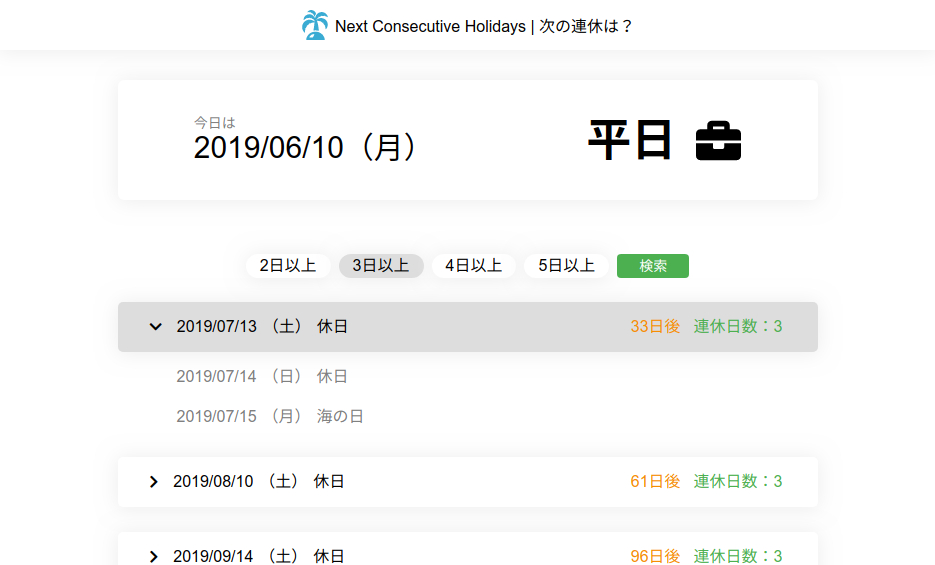 Next Consecutive Holidays | 次の連休は？
今日は
2019/06/10（月）
平日
2日以上 3日以上 4日以上 5日以上 検索
2019/07/13 （土） 休日 33日後 連休日数：3
2019/07/14 （日） 休日
2019/07/15 （月） 海の日
2019/08/10 （土） 休日 61日後 連休日数：3
2019/09/14 （土） 休日 96日後 連休日数：3